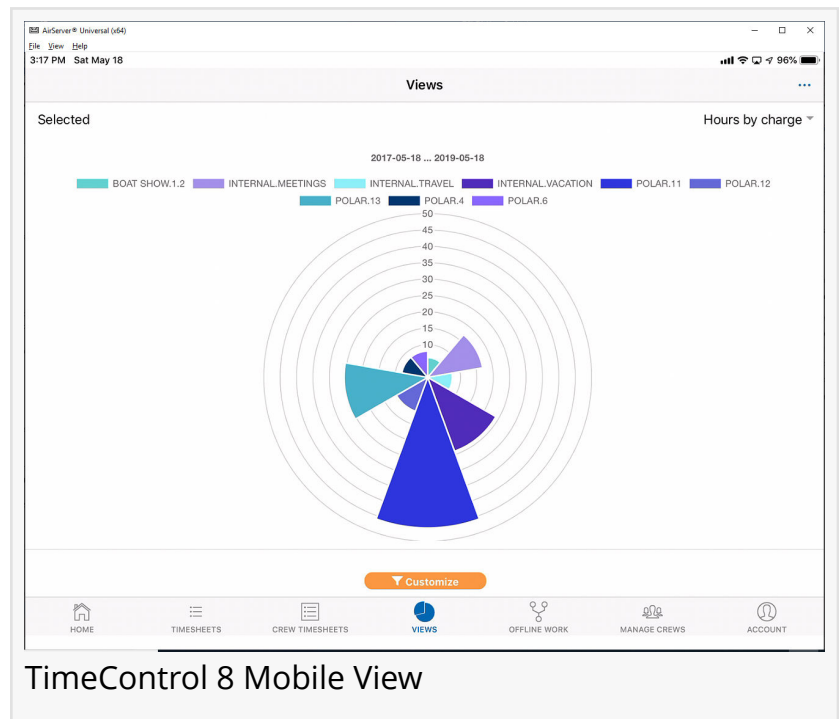 AirServer® Universal (x64)
File View Help
3:17 PM Sat May 18 96%
Views
Selected Hours by charge
2017-05-18 ... 2019-05-18
BOAT SHOW.1.2 INTERNAL.MEETINGS INTERNAL.TRAVEL INTERNAL.VACATION POLAR.11 POLAR.12
POLAR.13 POLAR.4 POLAR.6
50
45
40
35
30
25
20
15
10
Customize
HOME TIMESHEETS CREW TIMESHEETS VIEWS OFFLINE WORK MANAGE CREWS ACCOUNT
TimeControl 8 Mobile View